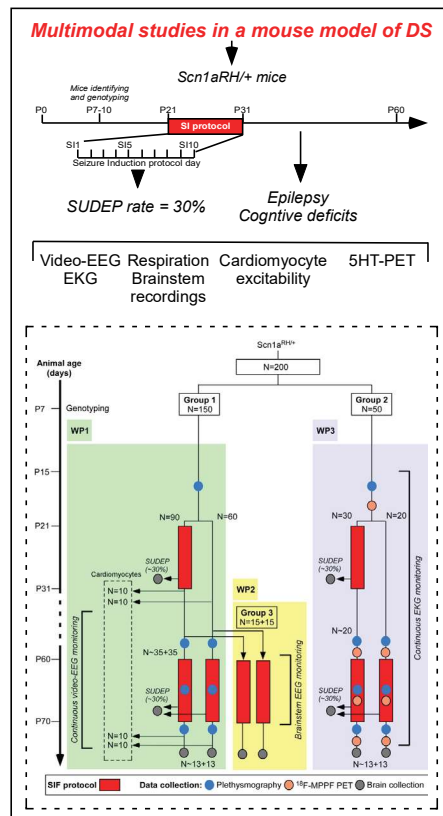 Multimodal studies in a mouse model of DS
Scn1aRH/+ mice
Mice identifying
and genotyping
P0 P7-10 P21 P31 P60
SI protocol
SI1 SI5 SI10
Seizure Induction protocol day
SUDEP rate = 30%
Epilepsy
Cogntive deficits
Video-EEG
EKG
Respiration
Brainstem
recordings
Cardiomyocyte
excitability
5HT-PET
Animal age
(days)
Scn1aRH/+
N=200
Group 1
N=150
Group 2
N=50
P7 Genotyping
WP1
WP3
P15
P21
N=90
N=60
N=30
N=20
SUDEP
(~30%)
SUDEP
(~30%)
P31
Cardiomyocytes
N=10
N=10
WP2
Group 3
N=15+15
Continuous video-EEG monitoring
Brainstem EEG monitoring
Continuous EKG monitoring
N~20
N~35+35
P60
SUDEP
(~30%)
SUDEP
(~30%)
P70
N=10
N=10
N~13+13
N~13+13
SIF protocol Data collection: Plethysmography 18F-MPPF PET Brain collection